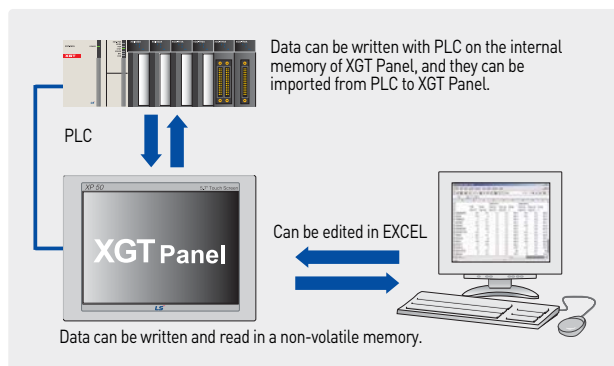 Data can be written with PLC on the internal
memory of XGT Panel, and they can be
imported from PLC to XGT Panel.
XGT
PLC
XP 50
5.7" Touch Screen
XGT Panel
LS
Can be edited in EXCEL
Data can be written and read in a non-volatile memory.